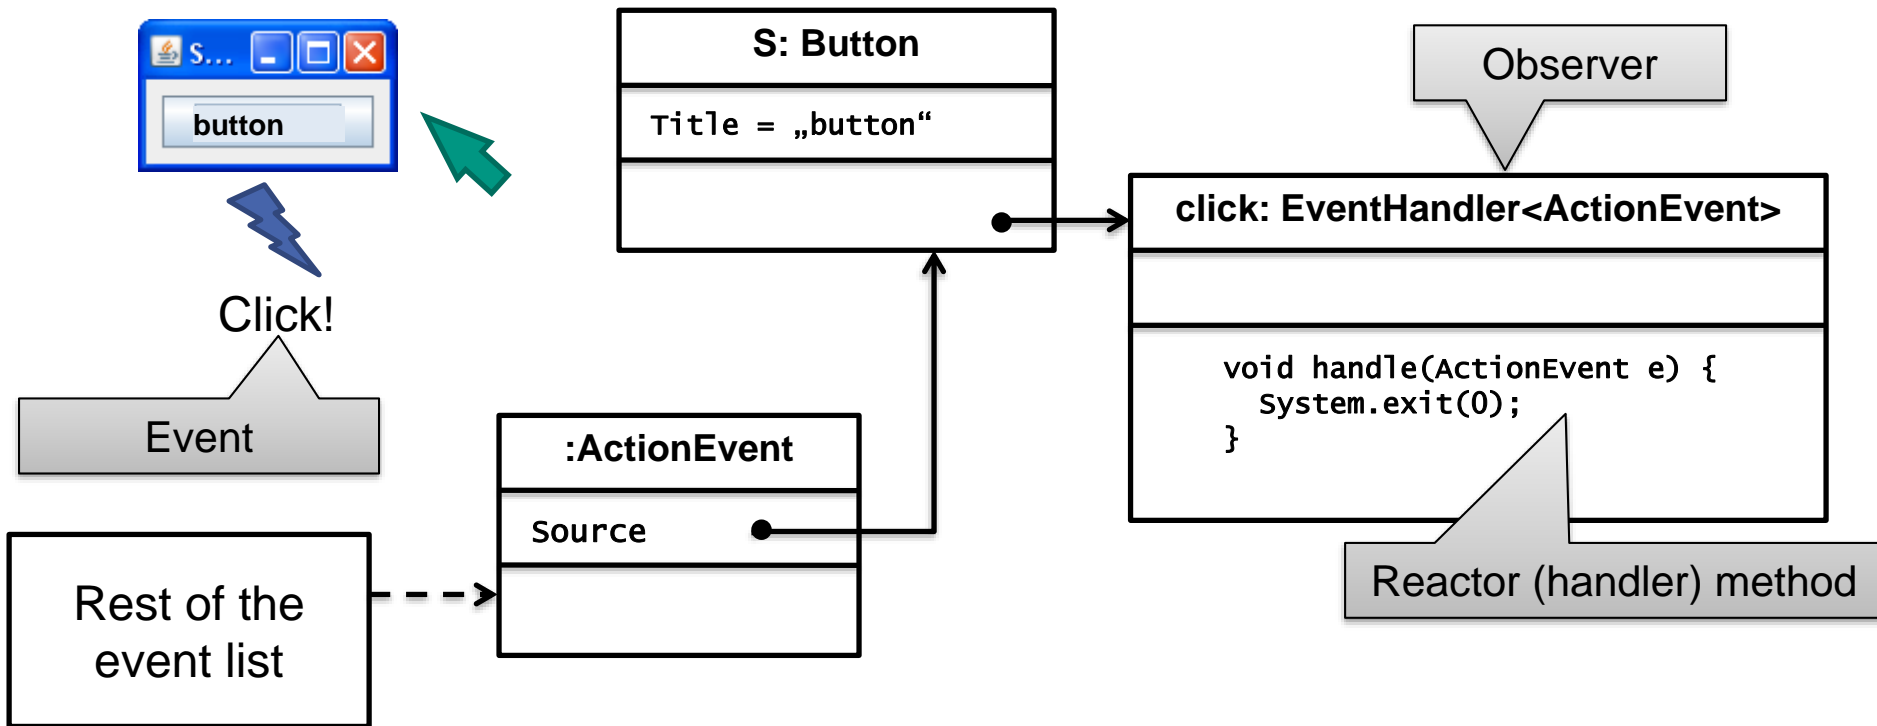 S...
button
Click!
Event
S: Button
Title = „button“
Observer
click: EventHandler<ActionEvent>
void handle(ActionEvent e) {
System.exit(0);
}
Reactor (handler) method
:ActionEvent
Source
Rest of the
event list